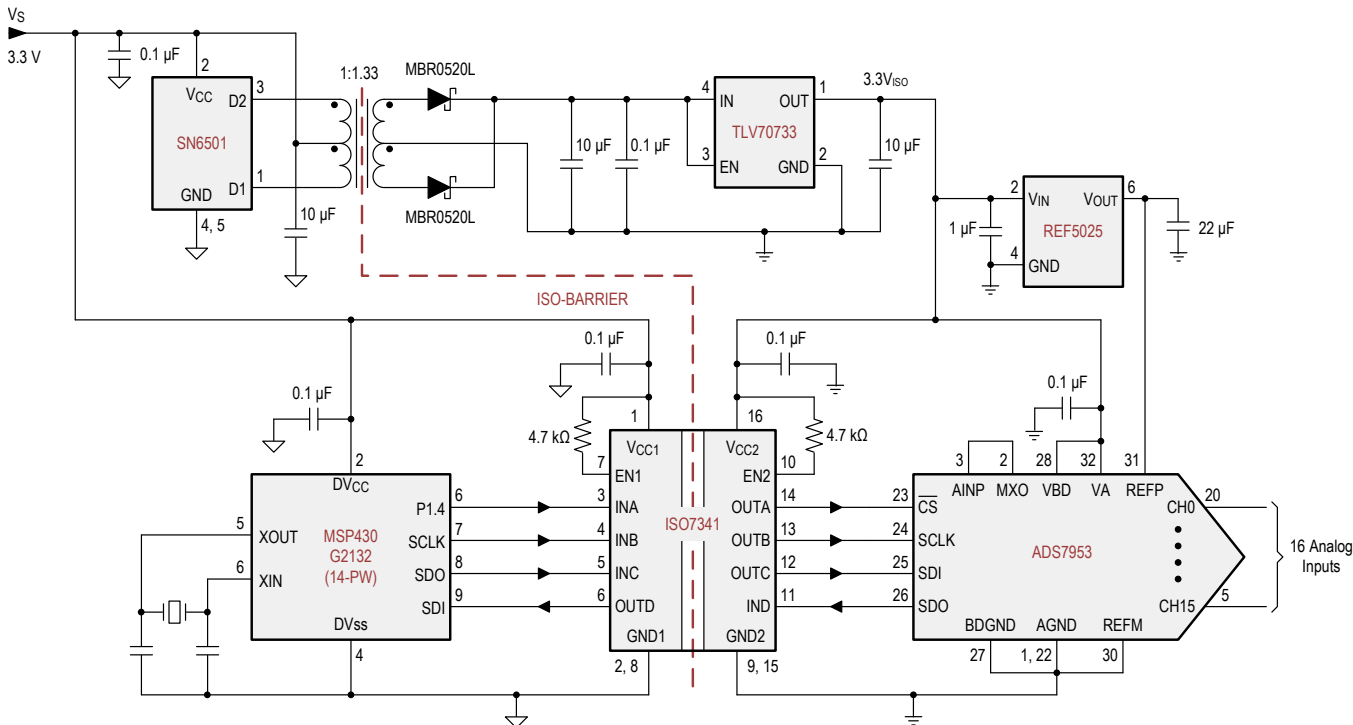 VS
3.3 V
0.1 µF
2
VCC
D2
3
SN6501
D1
1
GND
4, 5
10 µF
1:1.33
MBR0520L
MBR0520L
10 µF
0.1 µF
4
IN
OUT
1
TLV70733
3
EN
GND
2
3.3VISO
10 µF
2
VIN
VOUT
6
REF5025
1 µF
4
GND
22 µF
ISO-BARRIER
0.1 µF
0.1 µF
0.1 µF
0.1 µF
4.7 kΩ
4.7 kΩ
2
DVCC
5
XOUT
6
XIN
MSP430
G2132
(14-PW)
P1.4
6
SCLK
7
SDO
8
SDI
9
DVss
4
1
VCC1
7
EN1
3
INA
4
INB
5
INC
6
OUTD
GND1
2, 8
ISO7341
16
VCC2
10
EN2
14
OUTA
13
OUTB
12
OUTC
11
IND
GND2
9, 15
3
2
28
32
31
AINP
MXO
VBD
VA
REFP
23
CS
24
SCLK
25
SDI
26
SDO
ADS7953
CH0
20
CH15
5
16 Analog
Inputs
BDGND
AGND
REFM
27
1, 22
30